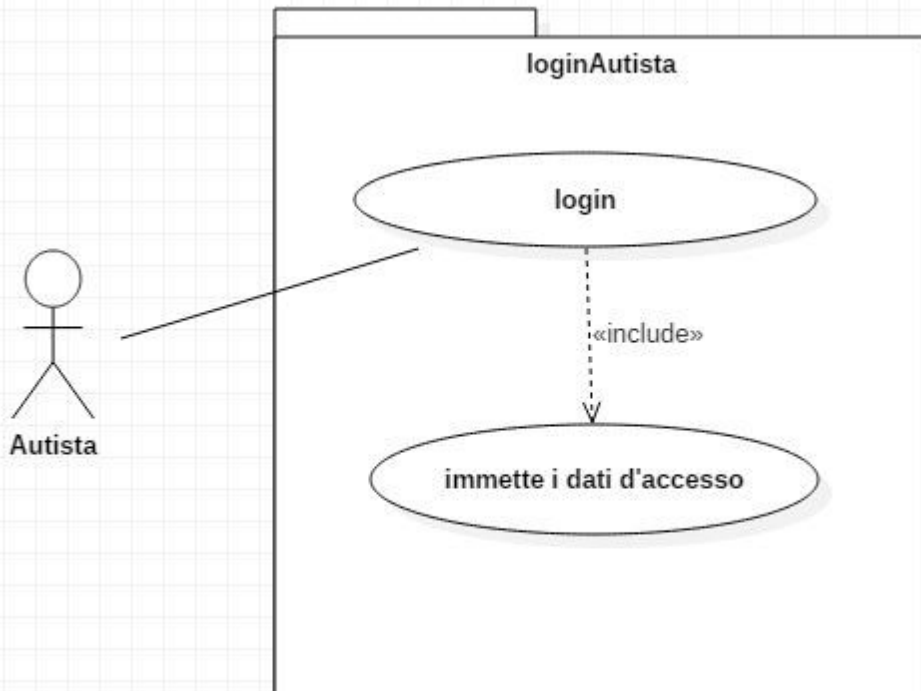 loginAutista
login
«include»
Autista
immette i dati d'accesso